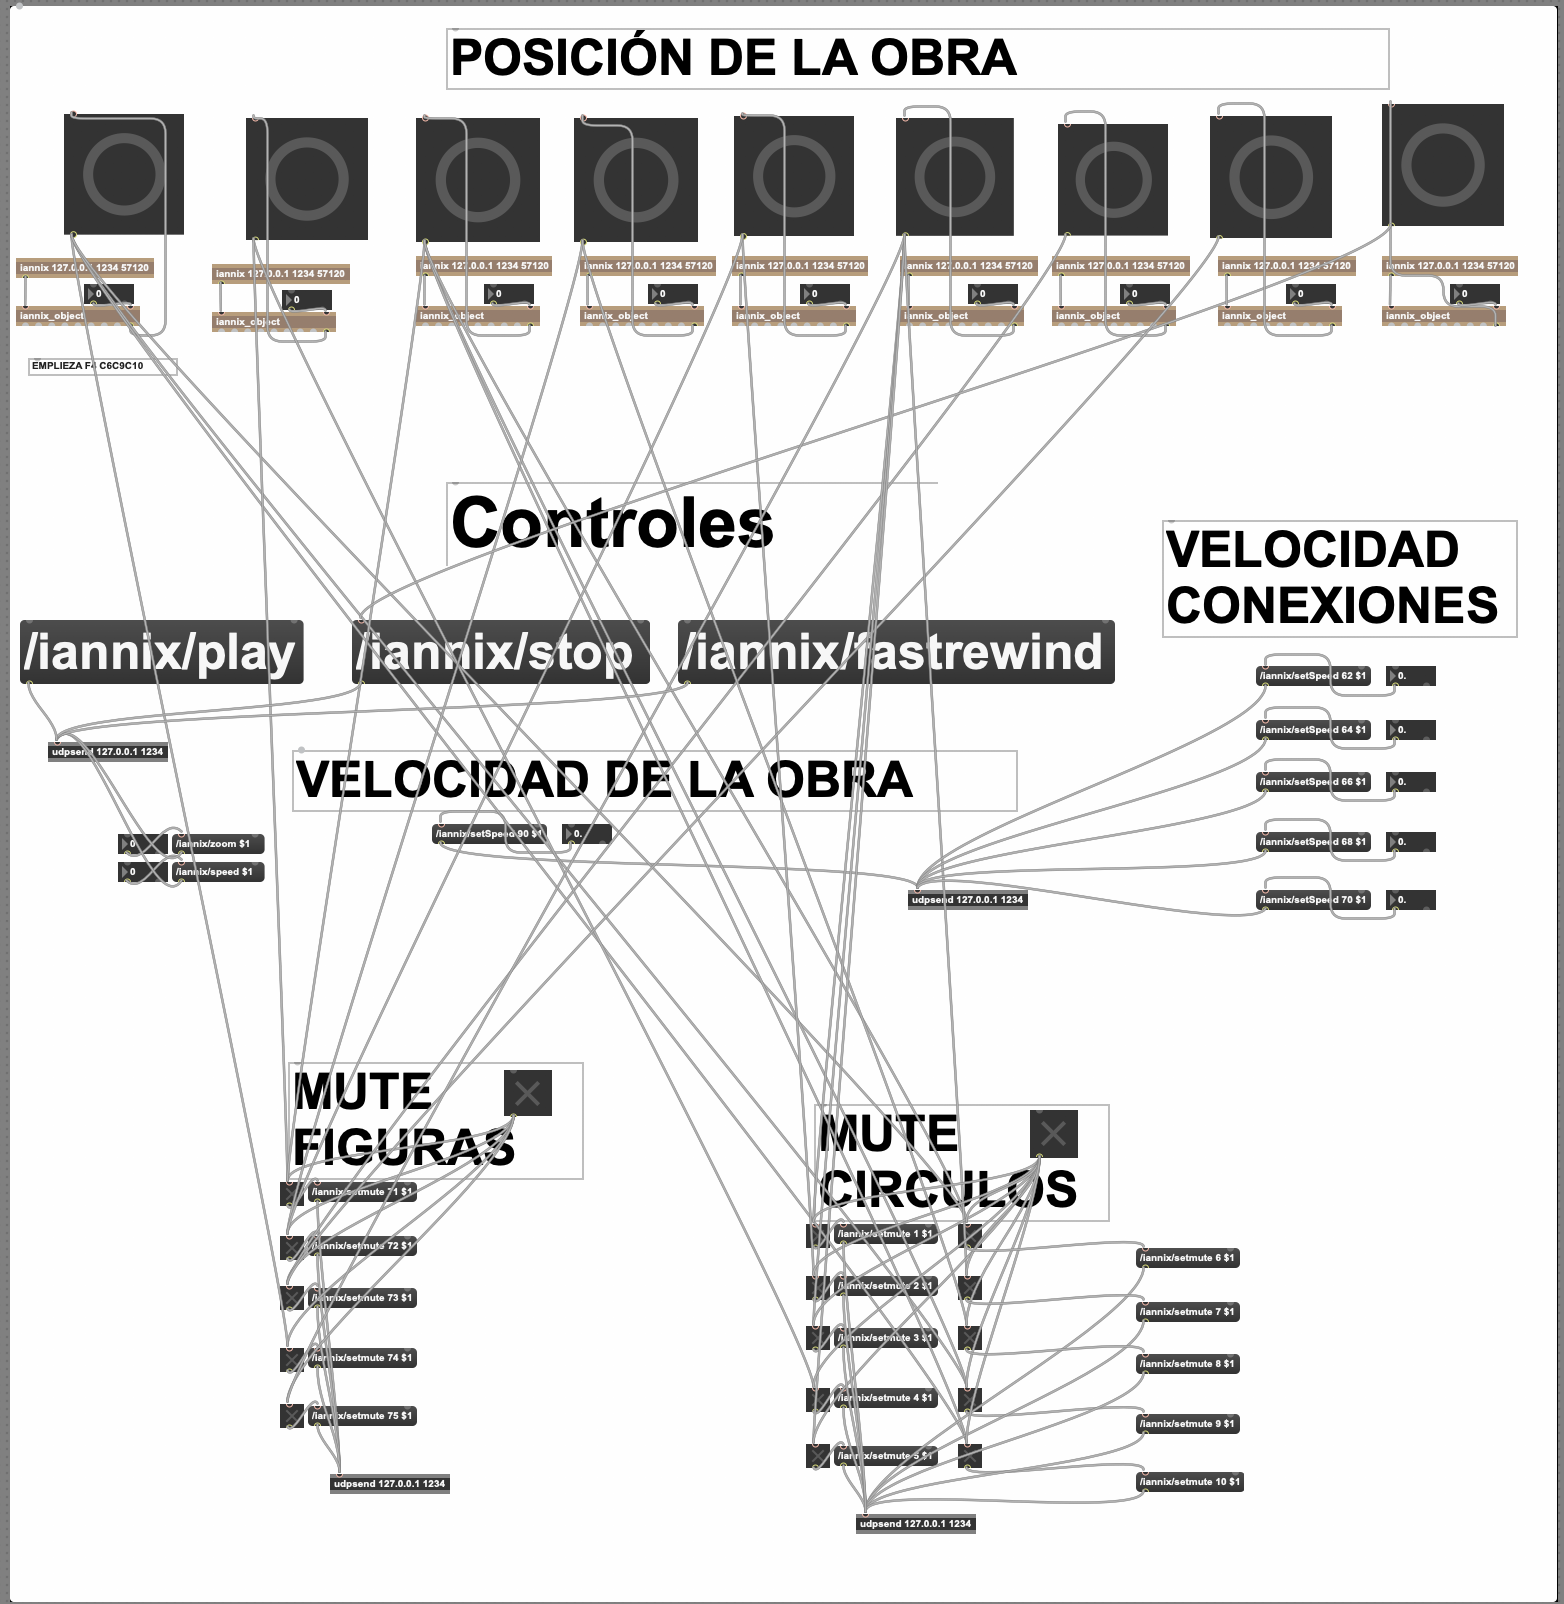 POSICIÓN DE LA OBRA
iannix 127.0.0.1 1234 57120
iannix 127.0.0.1 1234 57120
iannix 127.0.0.1 1234 57120
iannix 127.0.0.1 1234 57120
iannix 127.0.0.1 1234 57120
iannix 127.0.0.1 1234 57120
iannix 127.0.0.1 1234 57120
iannix 127.0.0.1 1234 57120
iannix 127.0.0.1 1234 57120
0
0
0
0
0
0
0
0
0
iannix_object
iannix_object
iannix_object
iannix_object
iannix_object
iannix_object
iannix_object
iannix_object
iannix_object
EMPLIEZA F4 C6C9C10
Controles
/iannix/play
/iannix/stop
/iannix/fastrewind
udpsend 127.0.0.1 1234
0
/iannix/zoom $1
0
/iannix/speed $1
VELOCIDAD DE LA OBRA
/iannix/setSpeed 90 $1
0.
VELOCIDAD
CONEXIONES
/iannix/setSpeed 62 $1
0.
/iannix/setSpeed 64 $1
0.
/iannix/setSpeed 66 $1
0.
/iannix/setSpeed 68 $1
0.
/iannix/setSpeed 70 $1
0.
udpsend 127.0.0.1 1234
MUTE
FIGURAS
/iannix/setmute 71 $1
/iannix/setmute 72 $1
/iannix/setmute 73 $1
/iannix/setmute 74 $1
/iannix/setmute 75 $1
udpsend 127.0.0.1 1234
MUTE
CIRCULOS
/iannix/setmute 1 $1
/iannix/setmute 2 $1
/iannix/setmute 3 $1
/iannix/setmute 4 $1
/iannix/setmute 5 $1
/iannix/setmute 6 $1
/iannix/setmute 7 $1
/iannix/setmute 8 $1
/iannix/setmute 9 $1
/iannix/setmute 10 $1
udpsend 127.0.0.1 1234